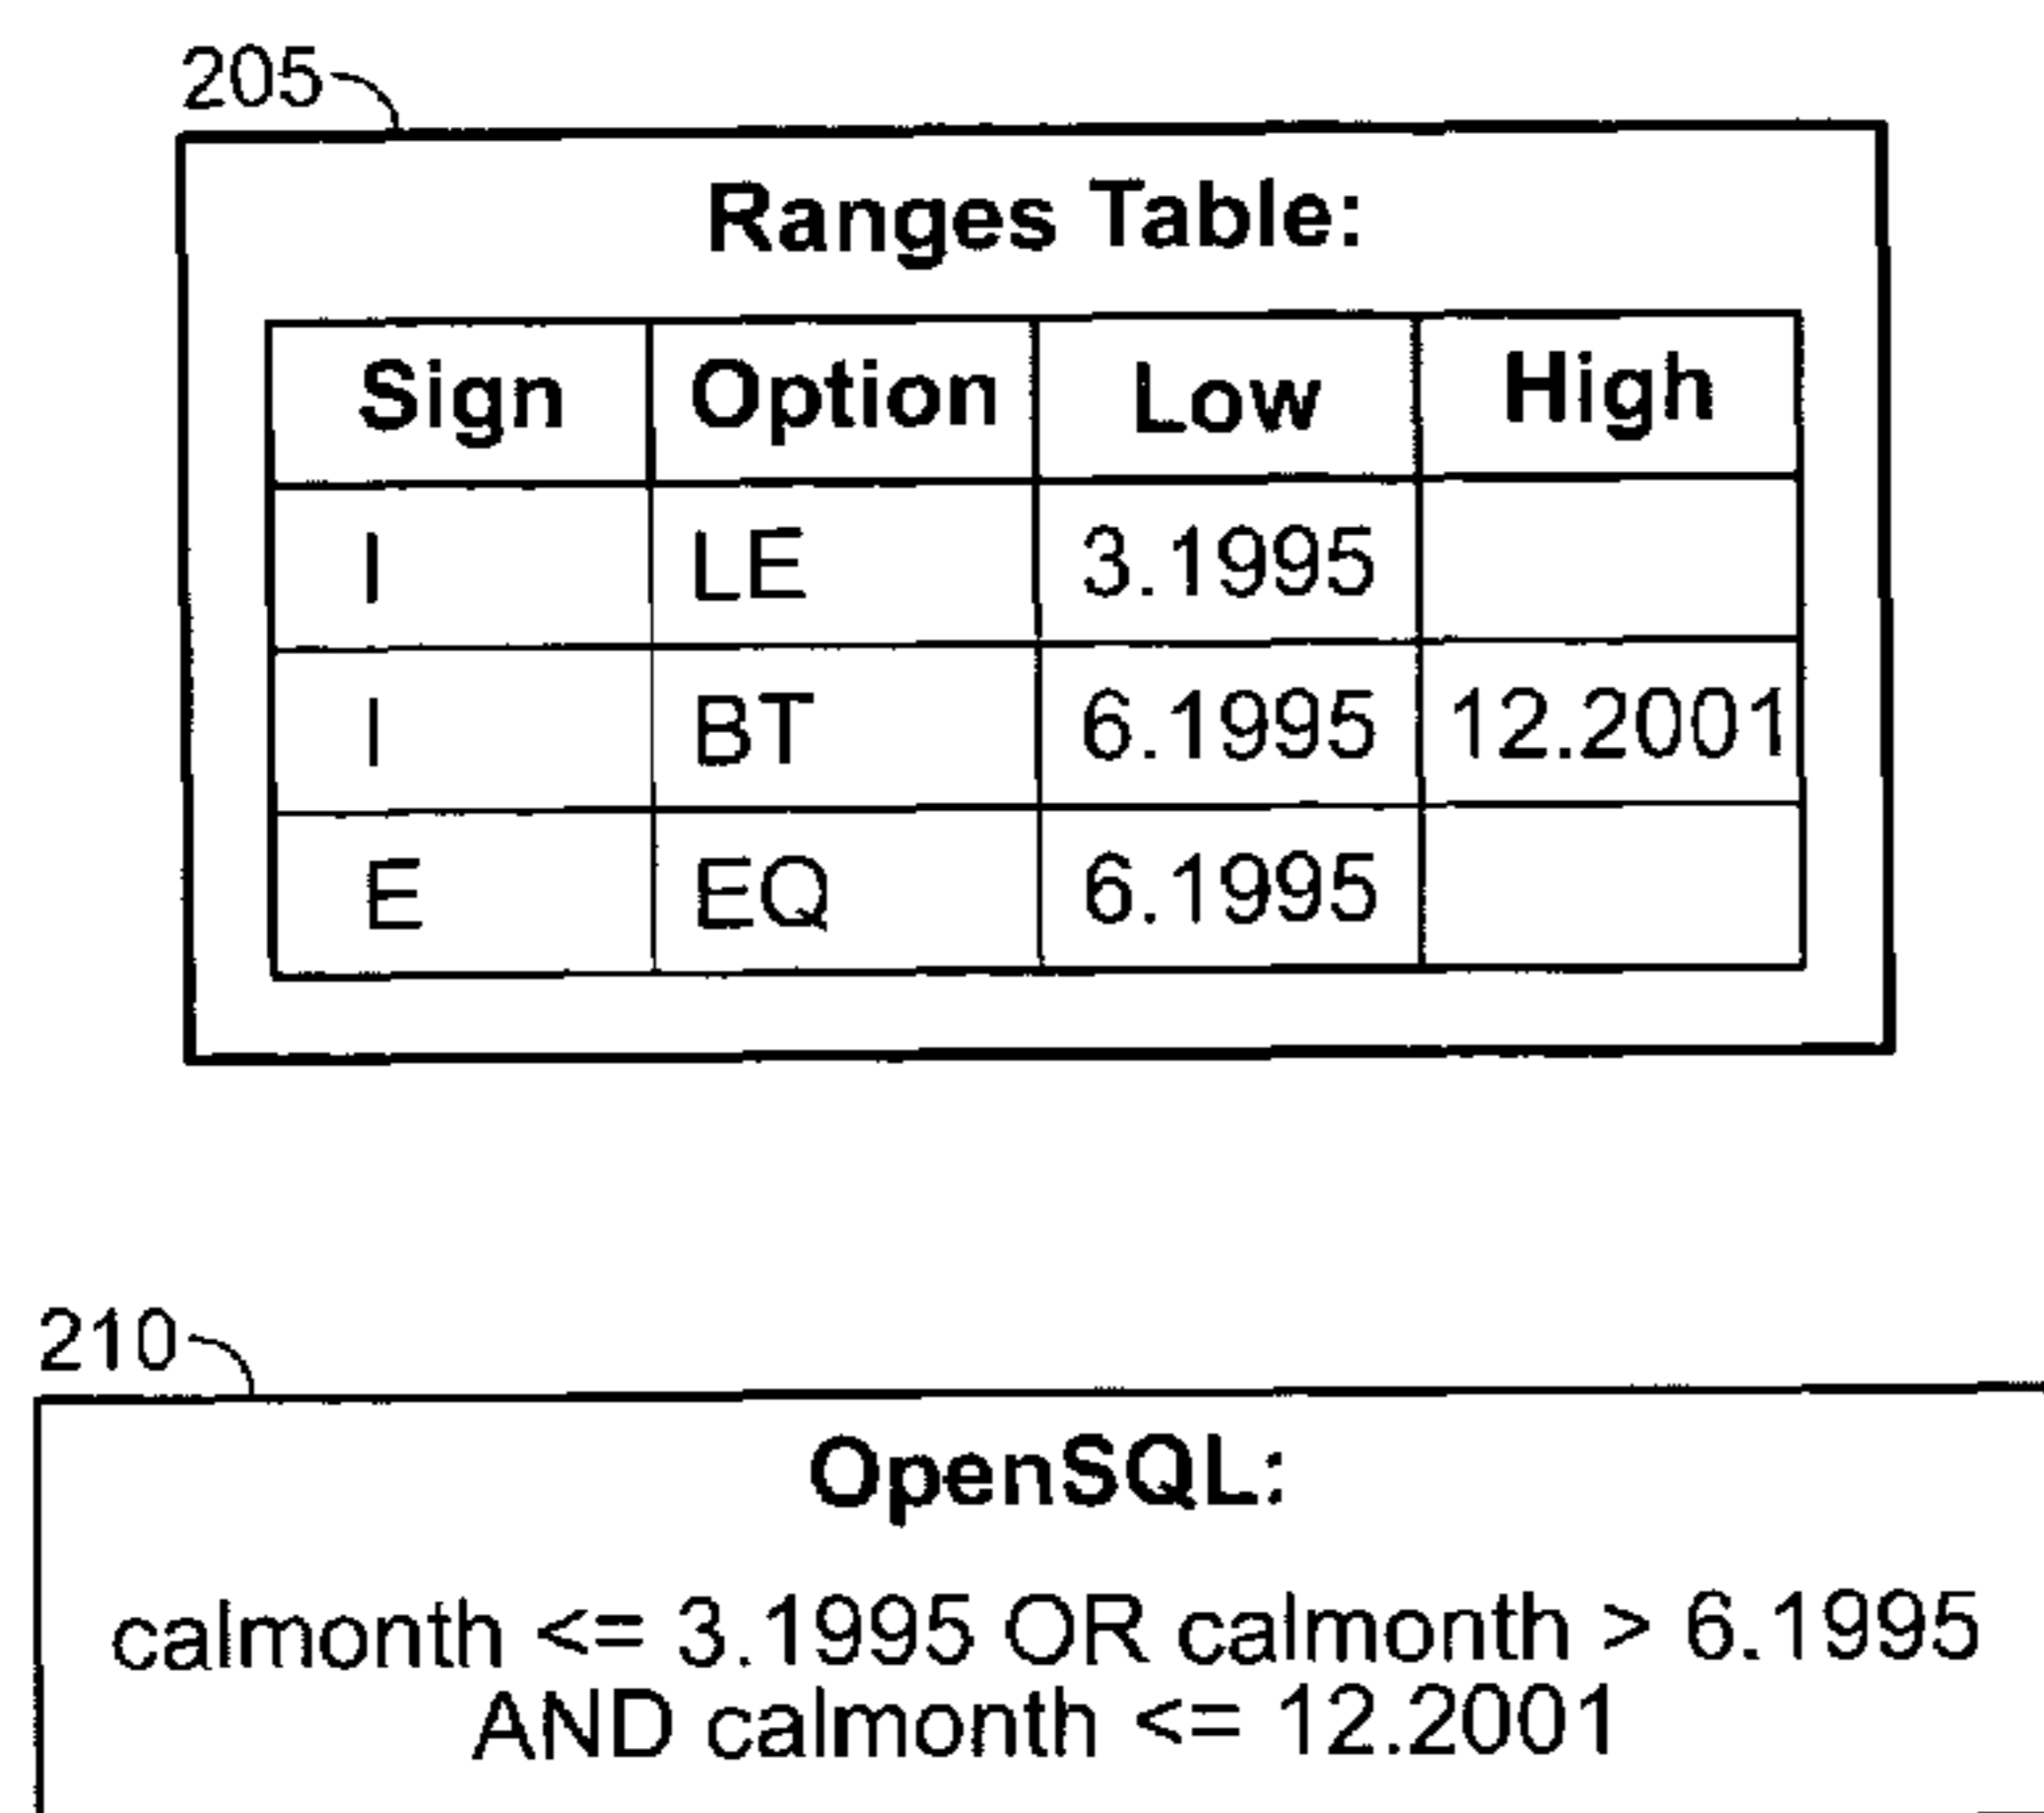 205
Ranges Table:
Sign Option Low High
I LE 3.1995
I BT 6.1995 12.2001
E EQ 6.1995
210
OpenSQL:
calmonth <= 3.1995 OR calmonth > 6.1995
AND calmonth <= 12.2001